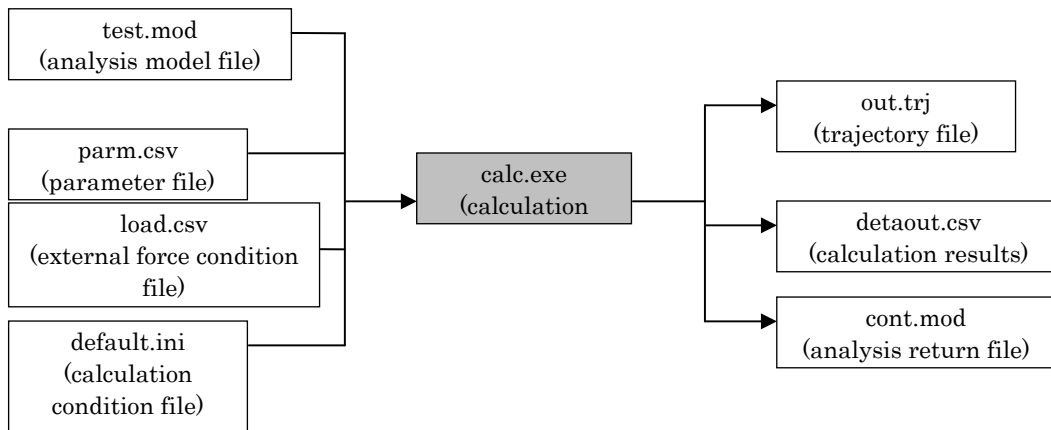 test.mod
(analysis model file)
parm.csv
(parameter file)
load.csv
(external force condition
file)
default.ini
(calculation
condition file)
calc.exe
(calculation
out.trj
(trajectory file)
detaout.csv
(calculation results)
cont.mod
(analysis return file)